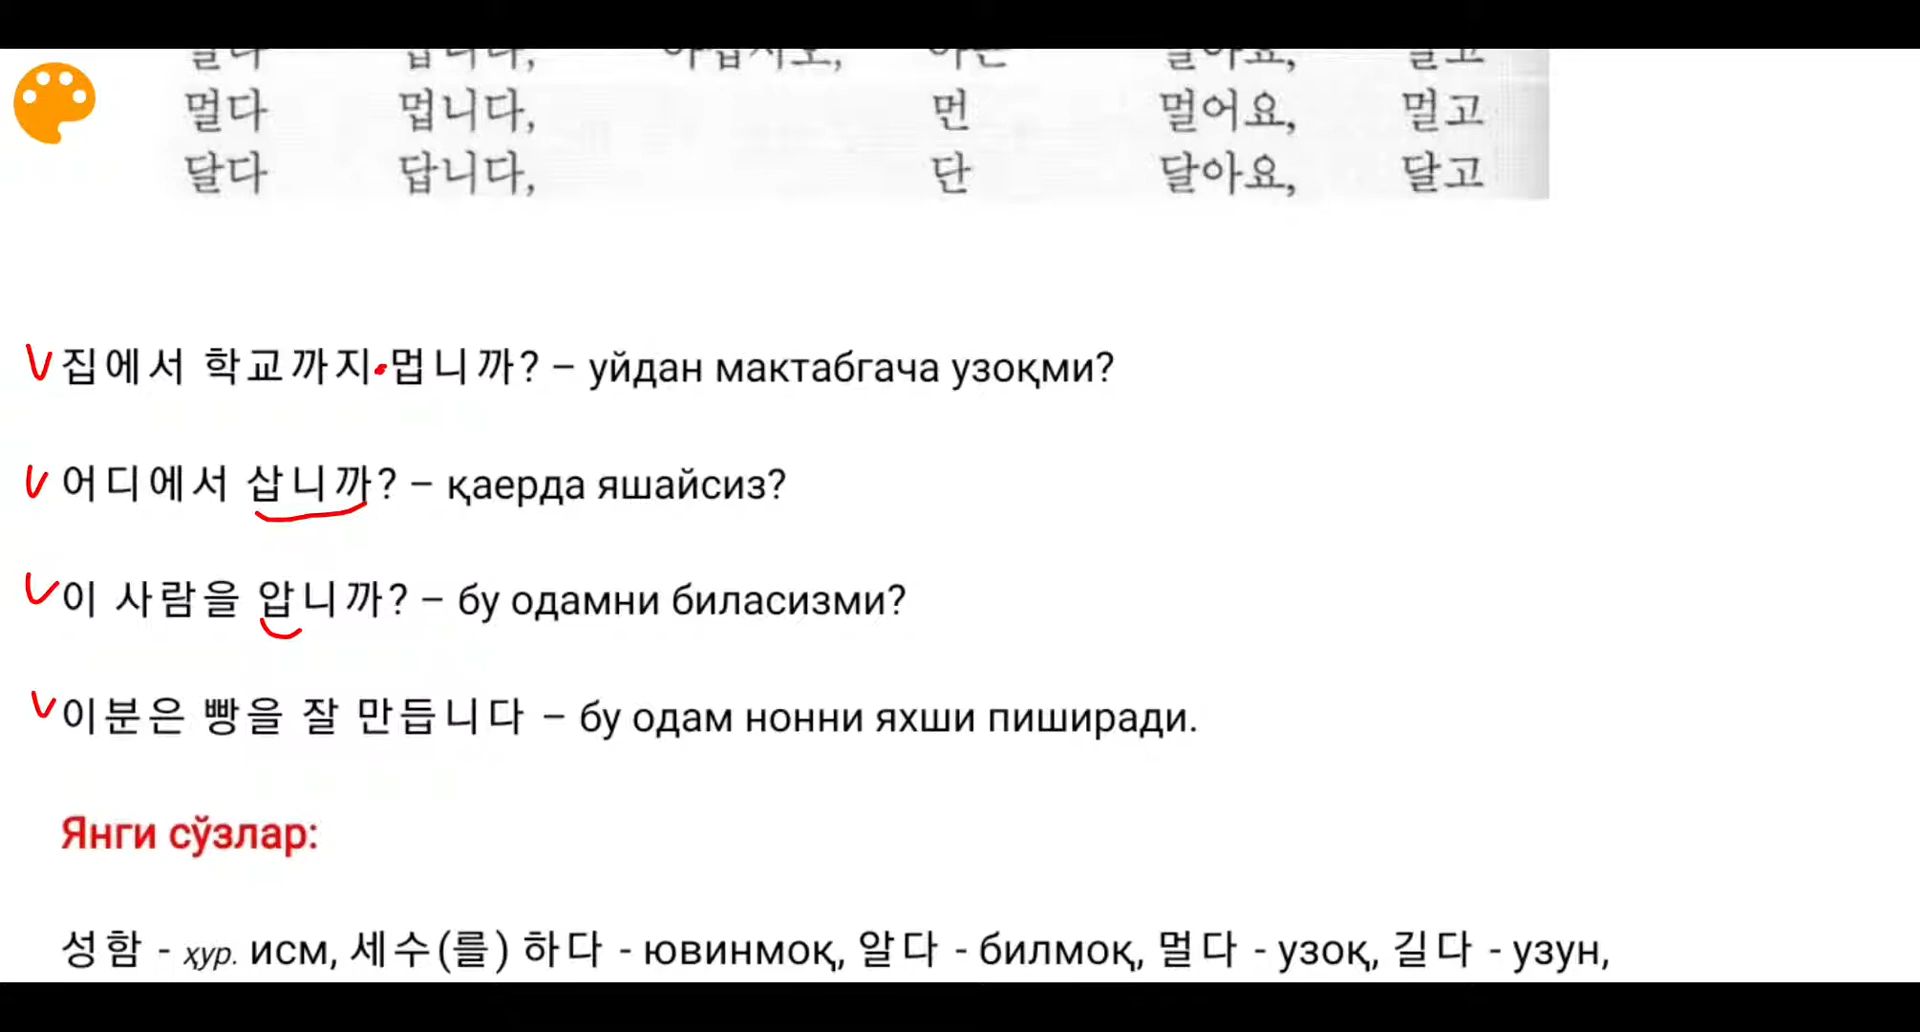 멀다 멉니다, 먼 멀어요, 멀고
달다 답니다, 단 달아요, 달고
집에서 학교까지 멉니까? – уйдан мактабгача узоқми?
어디에서 삽니까? – қаерда яшайсиз?
이 사람을 압니까? – бу одамни биласизми?
이분은 빵을 잘 만듭니다 – бу одам нонни яхши пиширади.
Янги сўзлар:
성함 - ҳур. исм, 세수(를) 하다 - ювинмоқ, 알다 - билмоқ, 멀다 - узоқ, 길다 - узун,